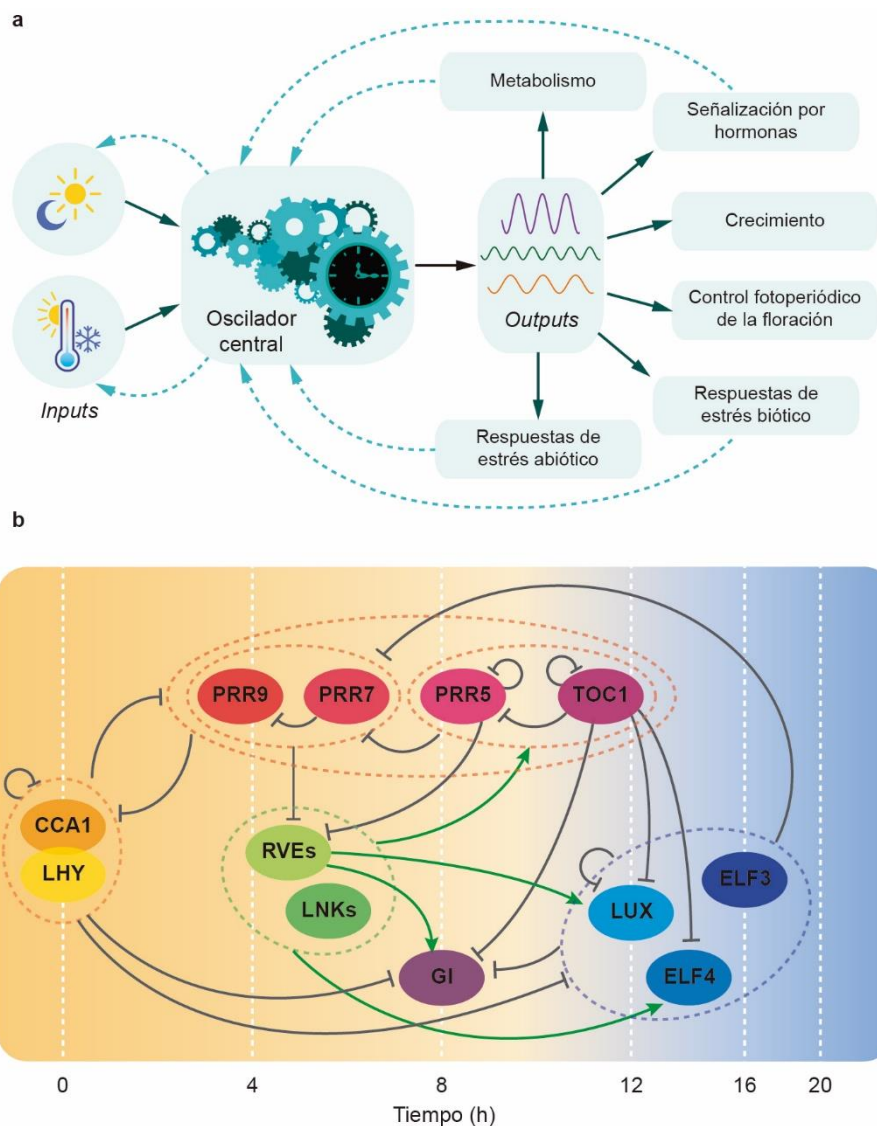 a
Metabolismo
Señalización por
hormonas
Crecimiento
Oscilador
central
Outputs
Control fotoperiódico
de la floración
Inputs
Respuestas de
estrés abiótico
Respuestas de
estrés biótico
b
PRR9
PRR7
PRR5
TOC1
CCA1
LHY
RVEs
LNKs
GI
LUX
ELF3
ELF4
0
4
8
12
16
20
Tiempo (h)